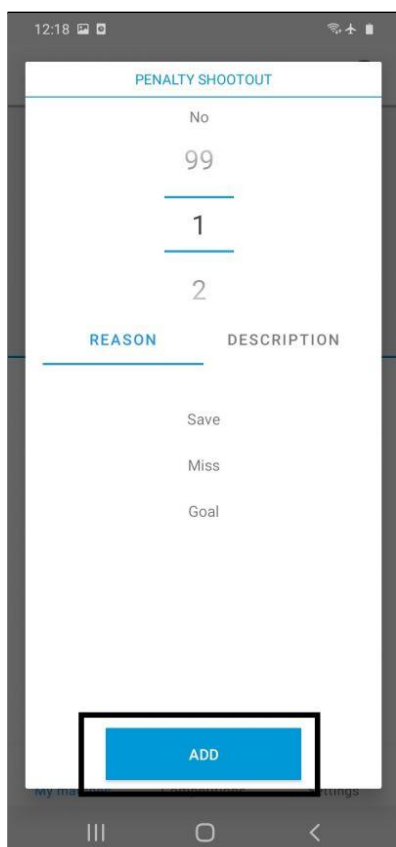 12:18
PENALTY SHOOTOUT
No
99
1
2
REASON DESCRIPTION
Save
Miss
Goal
ADD